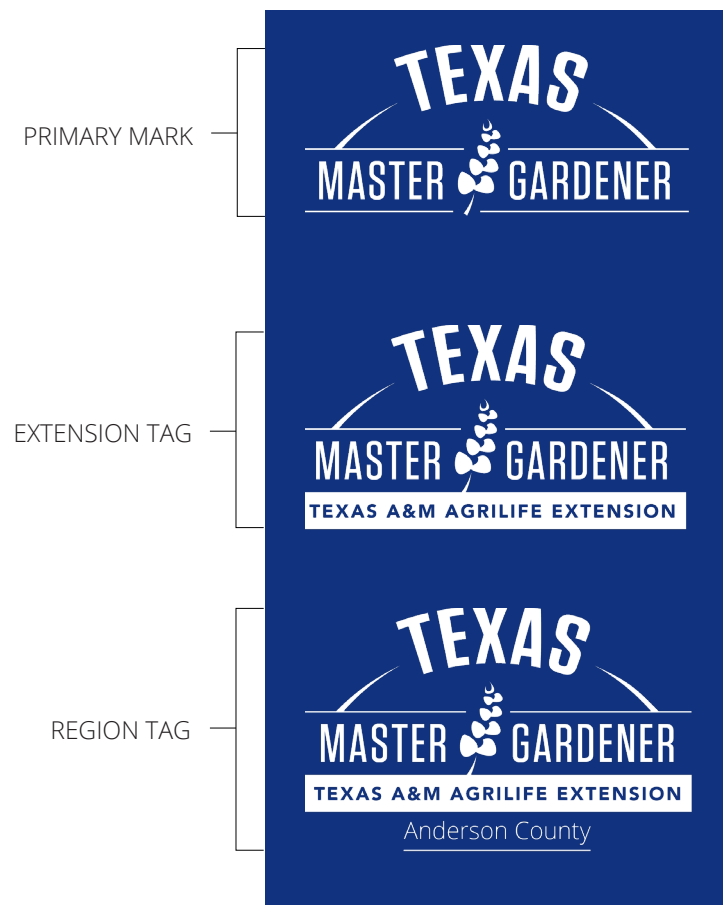 PRIMARY MARK
TEXAS
MASTER GARDENER
EXTENSION TAG
TEXAS
MASTER GARDENER
TEXAS A&M AGRILIFE EXTENSION
REGION TAG
TEXAS
MASTER GARDENER
TEXAS A&M AGRILIFE EXTENSION
Anderson County